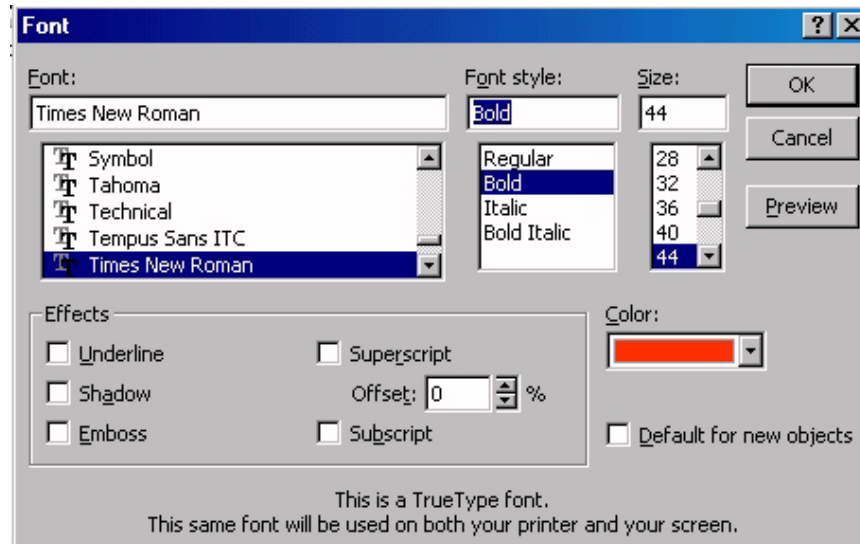 Font
Font: Font style: Size:
Times New Roman Bold 44 OK
Symbol Regular 28 Cancel
Tahoma Bold 32
Technical Italic 36 Preview
Tempus Sans ITC Bold Italic 40
Times New Roman 44
Effects Color:
Underline Superscript
Shadow Offset: 0 %
Emboss Subscript Default for new objects
This is a TrueType font.
This same font will be used on both your printer and your screen.